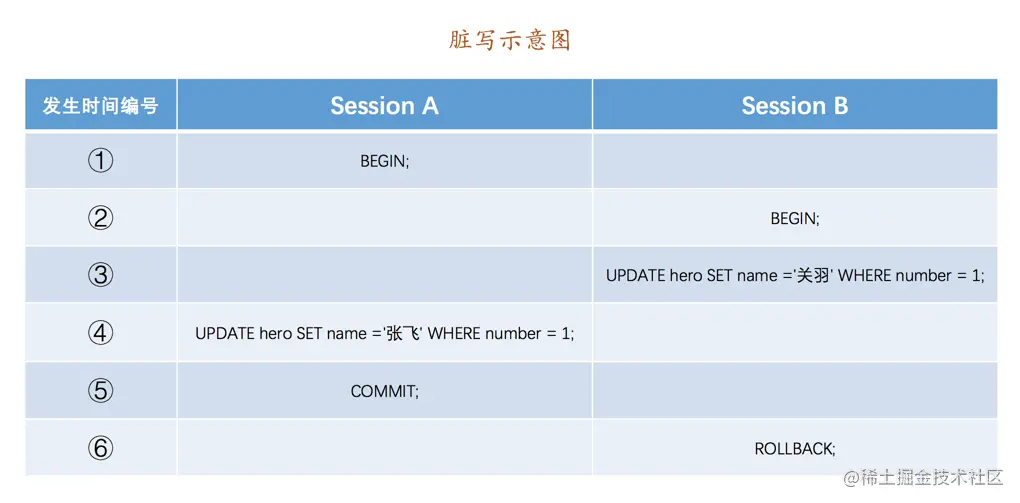 脏写示意图
发生时间编号 Session A Session B
① BEGIN;
② BEGIN;
③ UPDATE hero SET name ='关羽' WHERE number = 1;
④ UPDATE hero SET name ='张飞' WHERE number = 1;
⑤ COMMIT;
⑥ ROLLBACK;
@稀土掘金技术社区